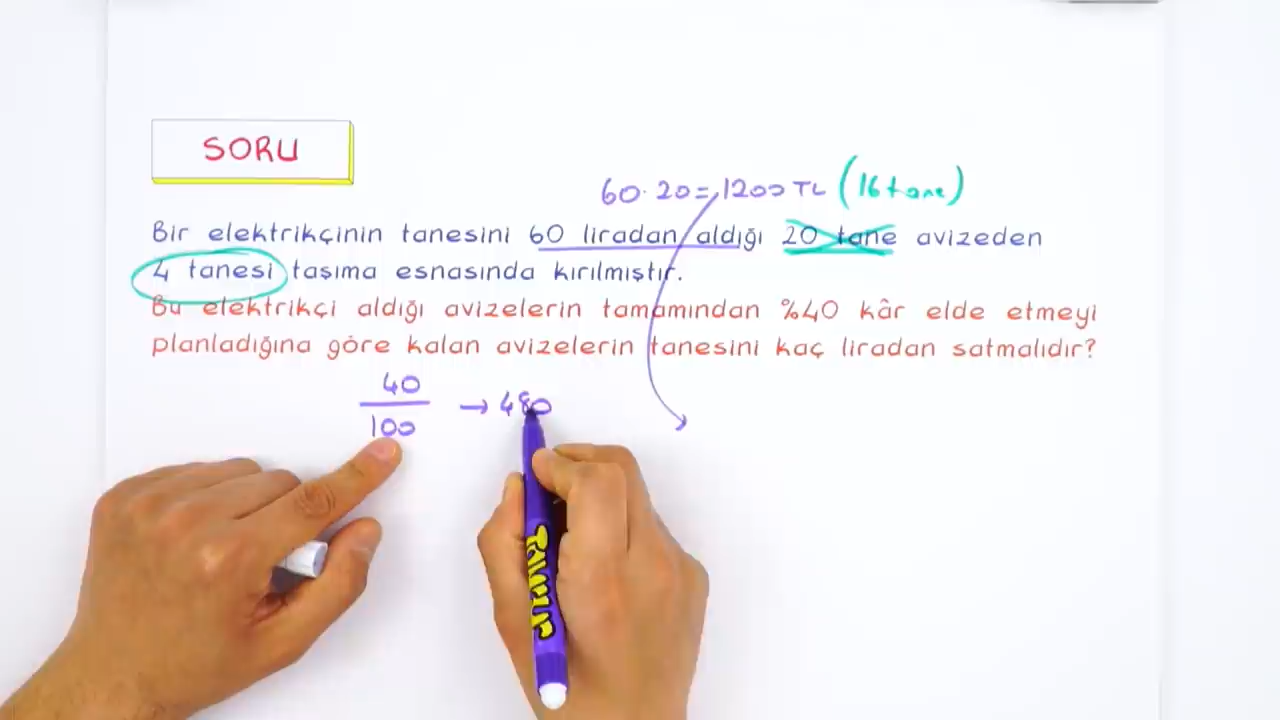 SORU
60·20=1200 TL (16 tane)
Bir elektrikçinin tanesini 60 liradan aldığı 20 tane avizeden
4 tanesi taşıma esnasında kırılmıştır.
Bu elektrikçi aldığı avizelerin tamamından %40 kâr elde etmeyi
planladığına göre kalan avizelerin tanesini kaç liradan satmalıdır?
40
100
→ 480